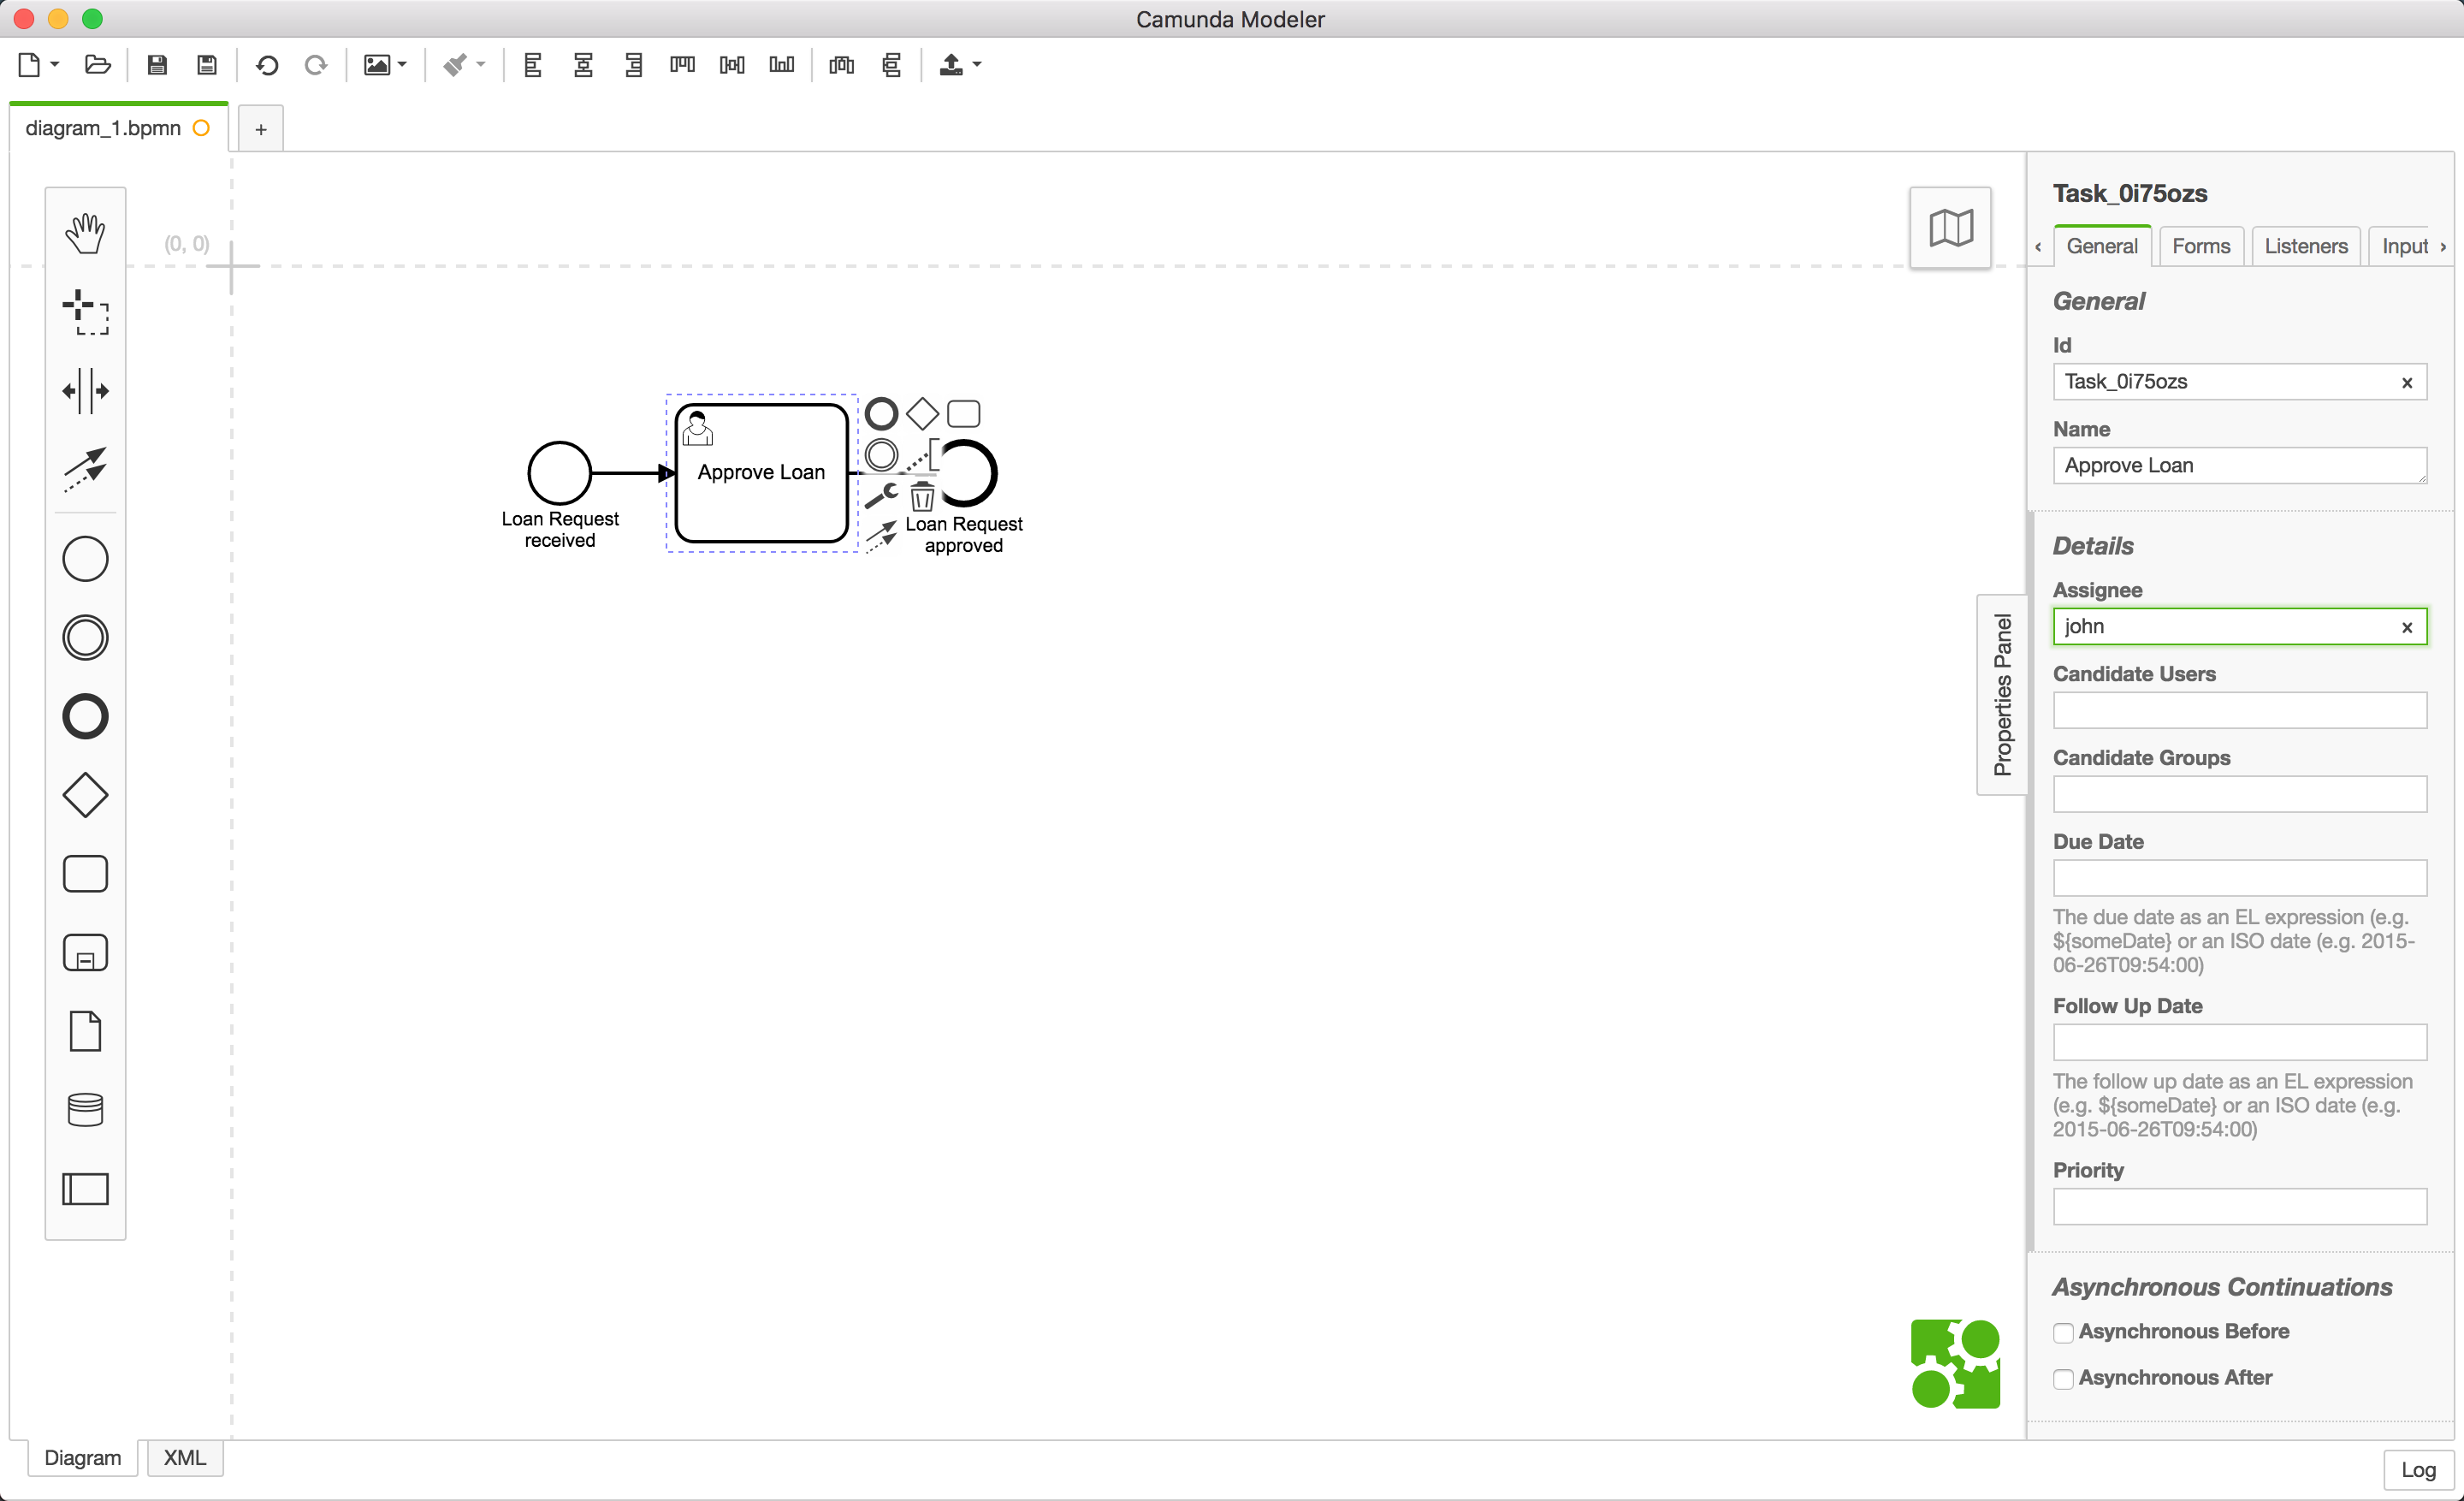 Camunda Modeler
diagram_1.bpmn
+
(0, 0)
Approve Loan
Loan Request
received
Loan Request
approved
Properties Panel
Task_0i75ozs
‹ General Forms Listeners Input ›
General
Id
Task_0i75ozs x
Name
Approve Loan
Details
Assignee
john x
Candidate Users
Candidate Groups
Due Date
The due date as an EL expression (e.g.
${someDate} or an ISO date (e.g. 2015-
06-26T09:54:00)
Follow Up Date
The follow up date as an EL expression
(e.g. ${someDate} or an ISO date (e.g.
2015-06-26T09:54:00)
Priority
Asynchronous Continuations
Asynchronous Before
Asynchronous After
Diagram XML
Log